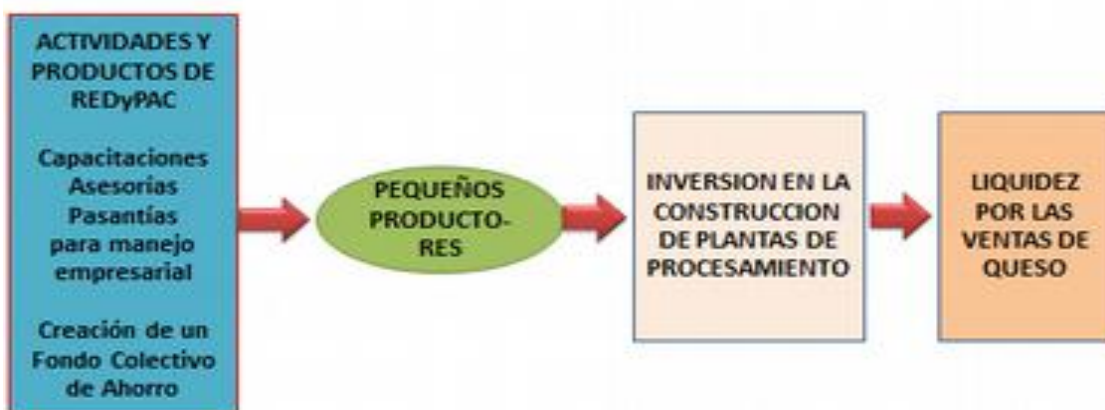 ACTIVIDADES Y
PRODUCTOS DE
REDyPAC
Capacitaciones
Asesorías
Pasantías
para manejo
empresarial
Creación de un
Fondo Colectivo
de Ahorro
PEQUEÑOS
PRODUCTO-
RES
INVERSION EN LA
CONSTRUCCION
DE PLANTAS DE
PROCESAMIENTO
LIQUIDEZ
POR LAS
VENTAS DE
QUESO